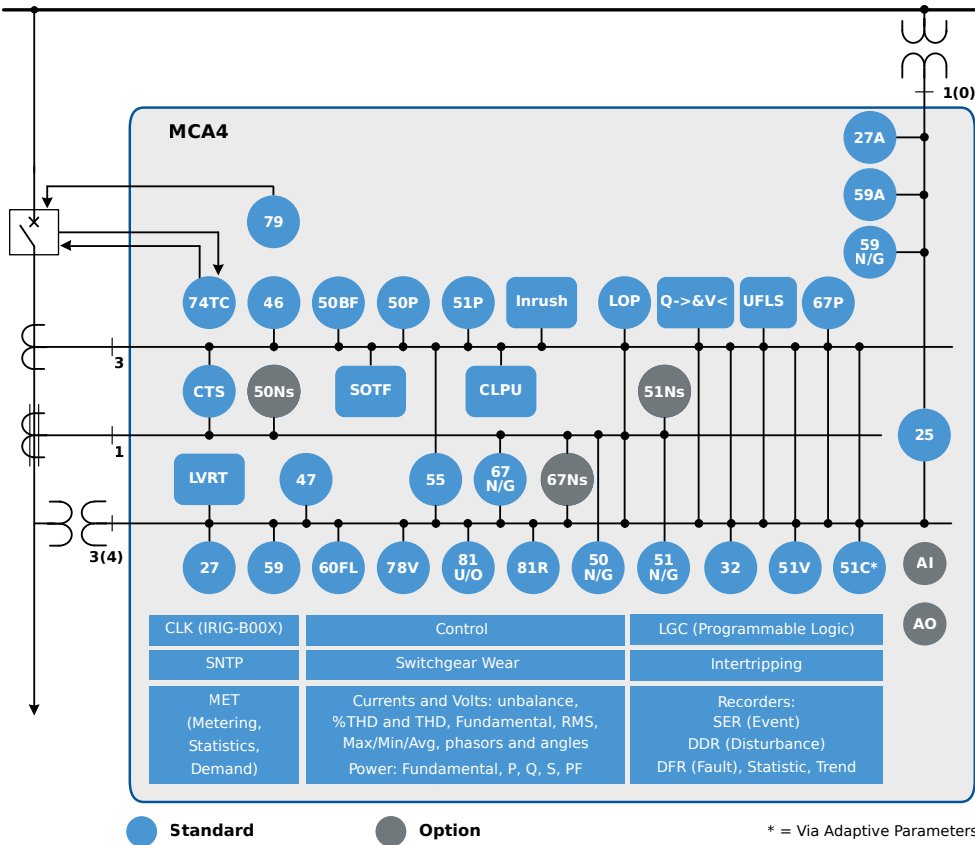 1(0)
MCA4
27A
59A
79
59
N/G
74TC
46
50BF
50P
51P
Inrush
LOP
Q->&V<
UFLS
67P
3
CTS
50Ns
SOTF
CLPU
51Ns
25
1
LVRT
47
55
67
N/G
67Ns
3(4)
27
59
60FL
78V
81
U/O
81R
50
N/G
51
N/G
32
51V
51C*
AI
AO
CLK (IRIG-B00X)
Control
LGC (Programmable Logic)
SNTP
Switchgear Wear
Intertripping
MET
(Metering,
Statistics,
Demand)
Currents and Volts: unbalance,
%THD and THD, Fundamental, RMS,
Max/Min/Avg, phasors and angles
Power: Fundamental, P, Q, S, PF
Recorders:
SER (Event)
DDR (Disturbance)
DFR (Fault), Statistic, Trend
Standard
Option
* = Via Adaptive Parameters